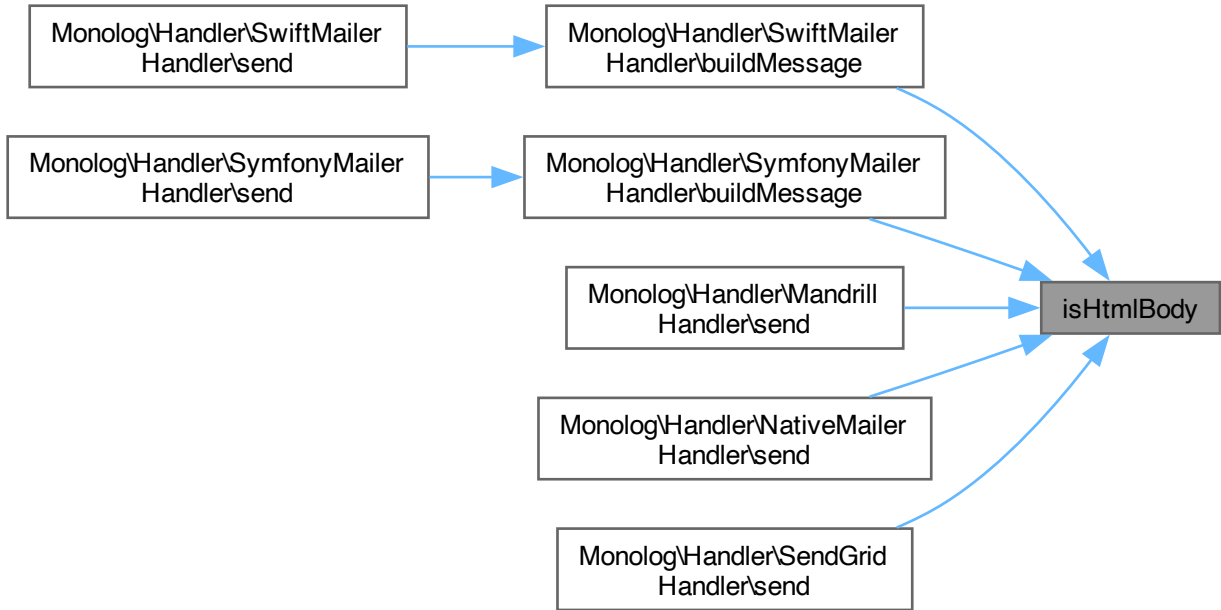 Monolog\Handler\SwiftMailer
Handler\send
Monolog\Handler\SwiftMailer
Handler\buildMessage
Monolog\Handler\SymfonyMailer
Handler\send
Monolog\Handler\SymfonyMailer
Handler\buildMessage
Monolog\Handler\Mandrill
Handler\send
isHtmlBody
Monolog\Handler\NativeMailer
Handler\send
Monolog\Handler\SendGrid
Handler\send